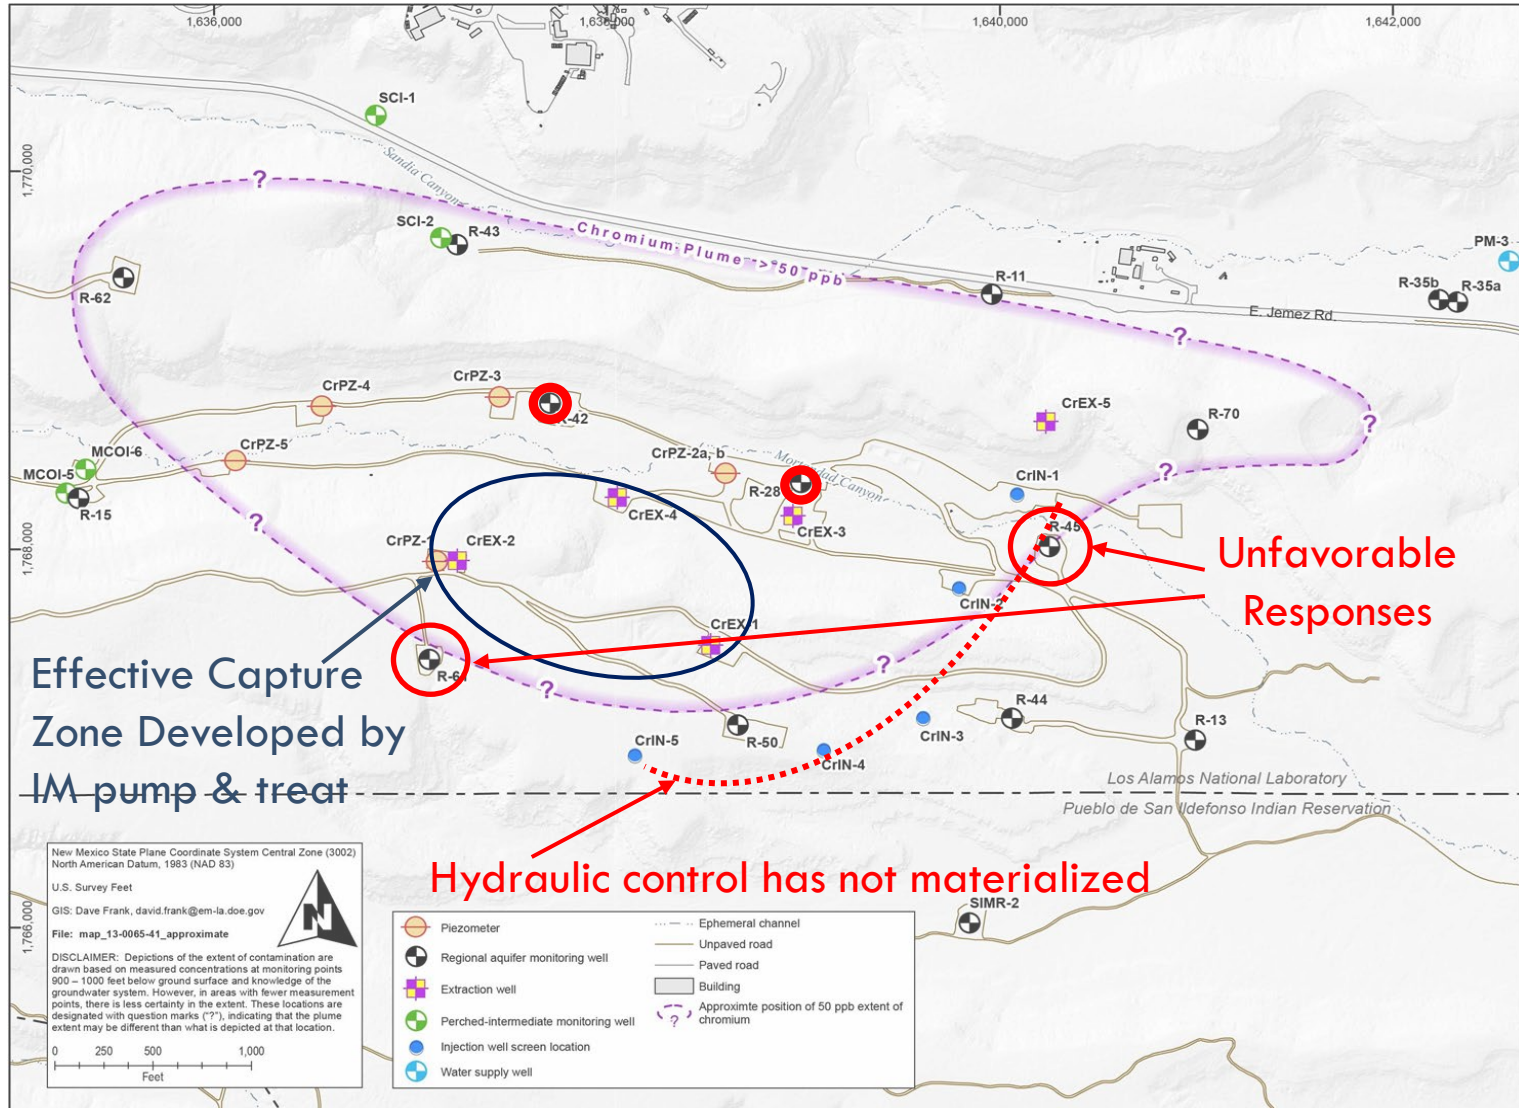 1,636,000
1,638,000
1,640,000
1,642,000
SCI-1
1,770,000
Sandia Canyon
?
SCI-2
R-43
Chromium Plume > 50 ppb
PM-3
R-62
R-11
R-35b
R-35a
E. Jemez Rd.
?
CrPZ-4
CrPZ-3
R-42
CrEX-5
R-70
?
MCOI-6
CrPZ-5
CrPZ-2a, b
Mortandad Canyon
?
MCOI-5
R-15
CrEX-4
R-28
CrIN-1
?
CrEX-3
R-45
1,768,000
CrPZ-1
CrEX-2
Unfavorable
Responses
CrIN-2
CrEX-1
R-61
?
?
Effective Capture
Zone Developed by
IM pump & treat
R-50
R-44
CrIN-3
R-13
CrIN-5
CrIN-4
Los Alamos National Laboratory
Pueblo de San Ildefonso Indian Reservation
Hydraulic control has not materialized
SIMR-2
1,766,000
New Mexico State Plane Coordinate System Central Zone (3002)
North American Datum, 1983 (NAD 83)
U.S. Survey Feet
GIS: Dave Frank, david.frank@em-la.doe.gov
File: map_13-0065-41_approximate
N
DISCLAIMER: Depictions of the extent of contamination are
drawn based on measured concentrations at monitoring points
900 – 1000 feet below ground surface and knowledge of the
groundwater system. However, in areas with fewer measurement
points, there is less certainty in the extent. These locations are
designated with question marks ("?"), indicating that the plume
extent may be different than what is depicted at that location.
0 250 500 1,000
Feet
Piezometer
Regional aquifer monitoring well
Extraction well
Perched-intermediate monitoring well
Injection well screen location
Water supply well
Ephemeral channel
Unpaved road
Paved road
Building
?
Approximte position of 50 ppb extent of
chromium